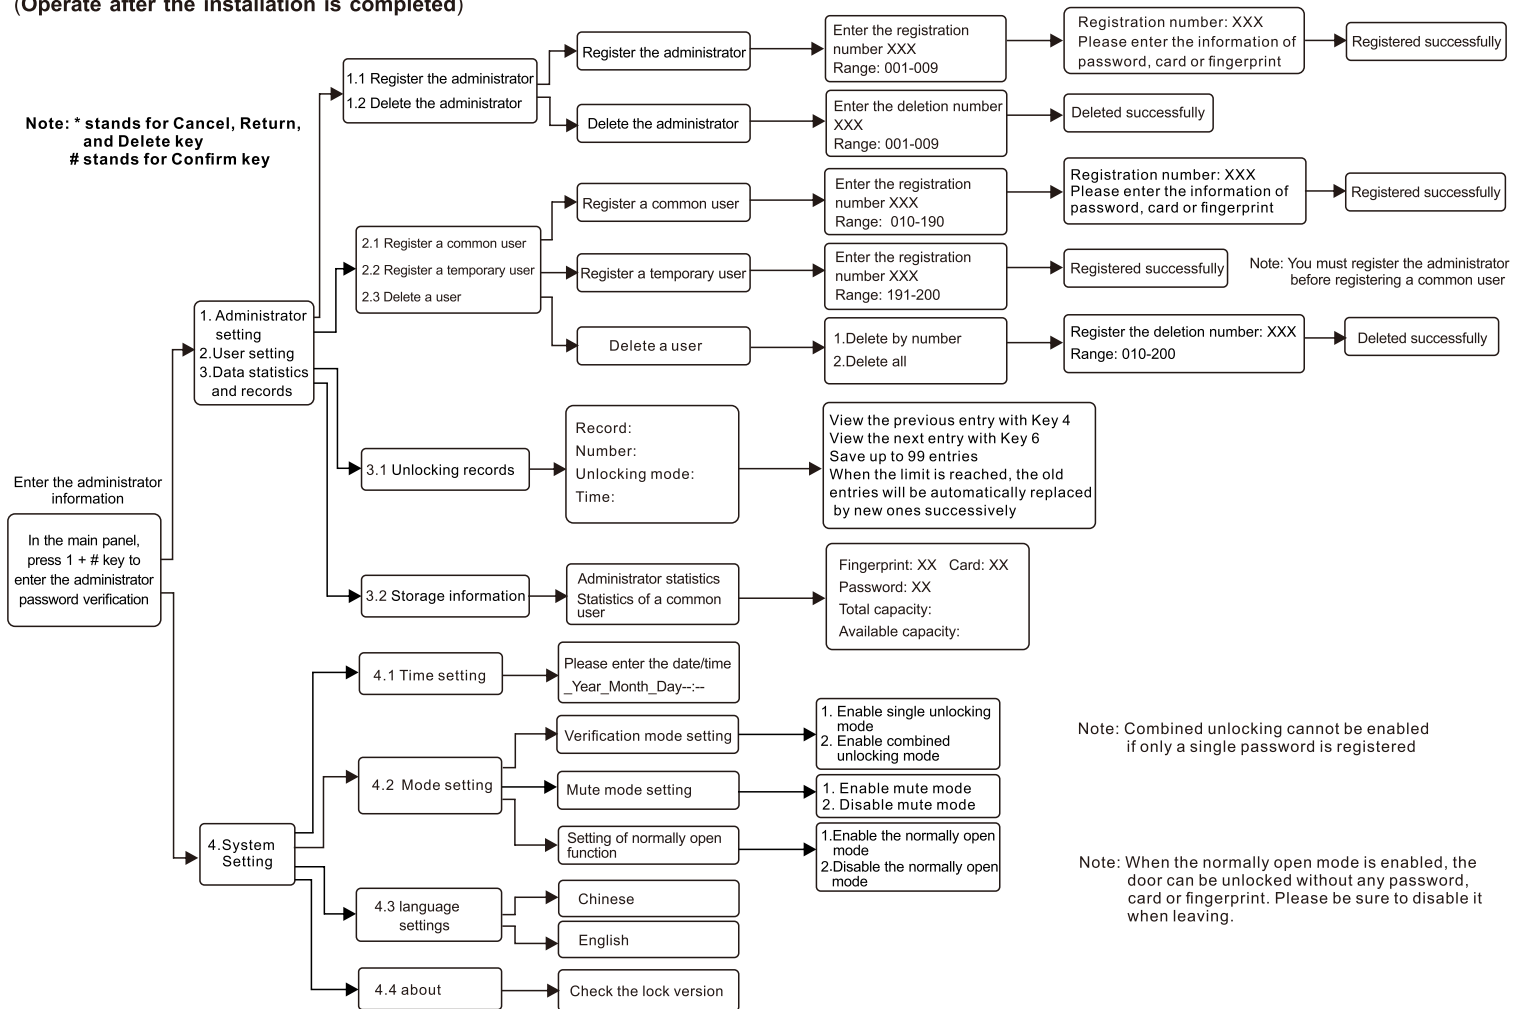 (Operate after the installation is completed)
Note: * stands for Cancel, Return,
and Delete key
# stands for Confirm key
Enter the administrator
information
In the main panel,
press 1 + # key to
enter the administrator
password verification
1. Administrator
setting
2.User setting
3.Data statistics
and records
1.1 Register the administrator
1.2 Delete the administrator
Register the administrator
Enter the registration
number XXX
Range: 001-009
Registration number: XXX
Please enter the information of
password, card or fingerprint
Registered successfully
Delete the administrator
Enter the deletion number
XXX
Range: 001-009
Deleted successfully
2.1 Register a common user
2.2 Register a temporary user
2.3 Delete a user
Register a common user
Enter the registration
number XXX
Range: 010-190
Registration number: XXX
Please enter the information of
password, card or fingerprint
Registered successfully
Register a temporary user
Enter the registration
number XXX
Range: 191-200
Registered successfully
Note: You must register the administrator
before registering a common user
Delete a user
1.Delete by number
2.Delete all
Register the deletion number: XXX
Range: 010-200
Deleted successfully
3.1 Unlocking records
Record:
Number:
Unlocking mode:
Time:
View the previous entry with Key 4
View the next entry with Key 6
Save up to 99 entries
When the limit is reached, the old
entries will be automatically replaced
by new ones successively
3.2 Storage information
Administrator statistics
Statistics of a common
user
Fingerprint: XX Card: XX
Password: XX
Total capacity:
Available capacity:
4.System
Setting
4.1 Time setting
Please enter the date/time
_Year_Month_Day--:--
4.2 Mode setting
Verification mode setting
1. Enable single unlocking
mode
2. Enable combined
unlocking mode
Note: Combined unlocking cannot be enabled
if only a single password is registered
Mute mode setting
1. Enable mute mode
2. Disable mute mode
Setting of normally open
function
1.Enable the normally open
mode
2.Disable the normally open
mode
Note: When the normally open mode is enabled, the
door can be unlocked without any password,
card or fingerprint. Please be sure to disable it
when leaving.
4.3 language
settings
Chinese
English
4.4 about
Check the lock version